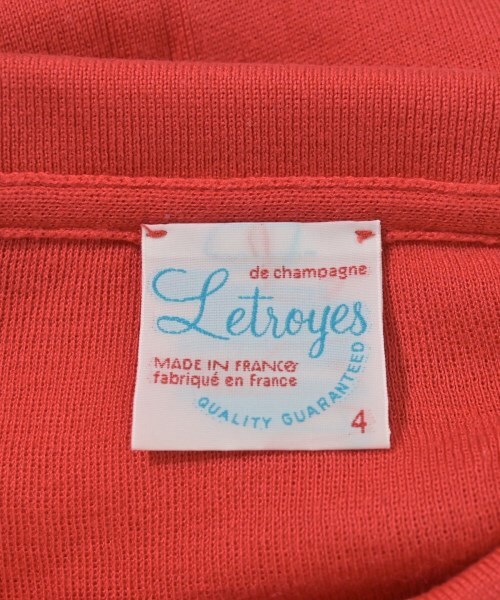 de champagne
Letroyes
MADE IN FRANCE
fabriqué en France
QUALITY GUARANTEED
4